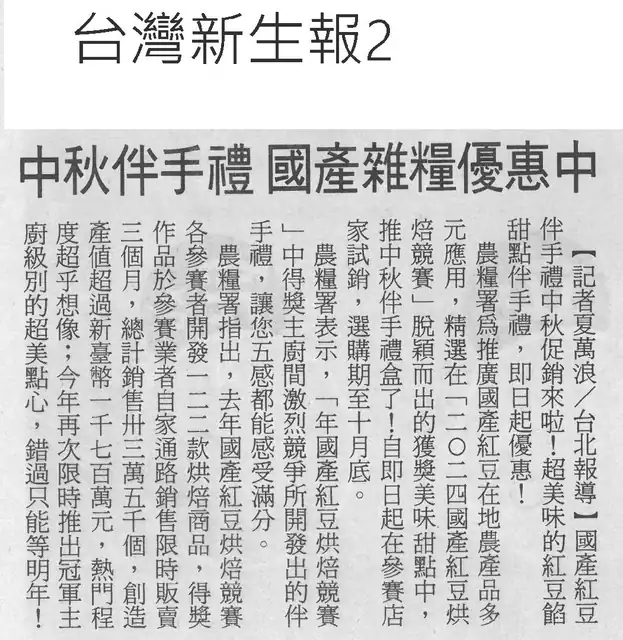 台灣新生報2
中秋伴手禮 國產雜糧優惠中
【記者夏萬浪／台北報導】國產紅豆
伴手禮中秋促銷來啦！超美味的紅豆餡
甜點伴手禮，即日起優惠！
農糧署為推廣國產紅豆在地農產品多
元應用，精選在「二０二四國產紅豆烘
焙競賽」脫穎而出的獲獎美味甜點中，
推中秋伴手禮盒了！自即日起在參賽店
家試銷，選購期至十月底。
農糧署表示，「年國產紅豆烘焙競賽
」中得獎主廚間激烈競爭所開發出的伴
手禮，讓您五感都能感受滿分。
農糧署指出，去年國產紅豆烘焙競賽
各參賽者開發一二二款烘焙商品，得獎
作品於參賽業者自家通路銷售限時販賣
三個月，總計銷售卅三萬五千個，創造
產值超過新臺幣一千七百萬元，熱門程
度超乎想像；今年再次限時推出冠軍主
廚級別的超美點心，錯過只能等明年！